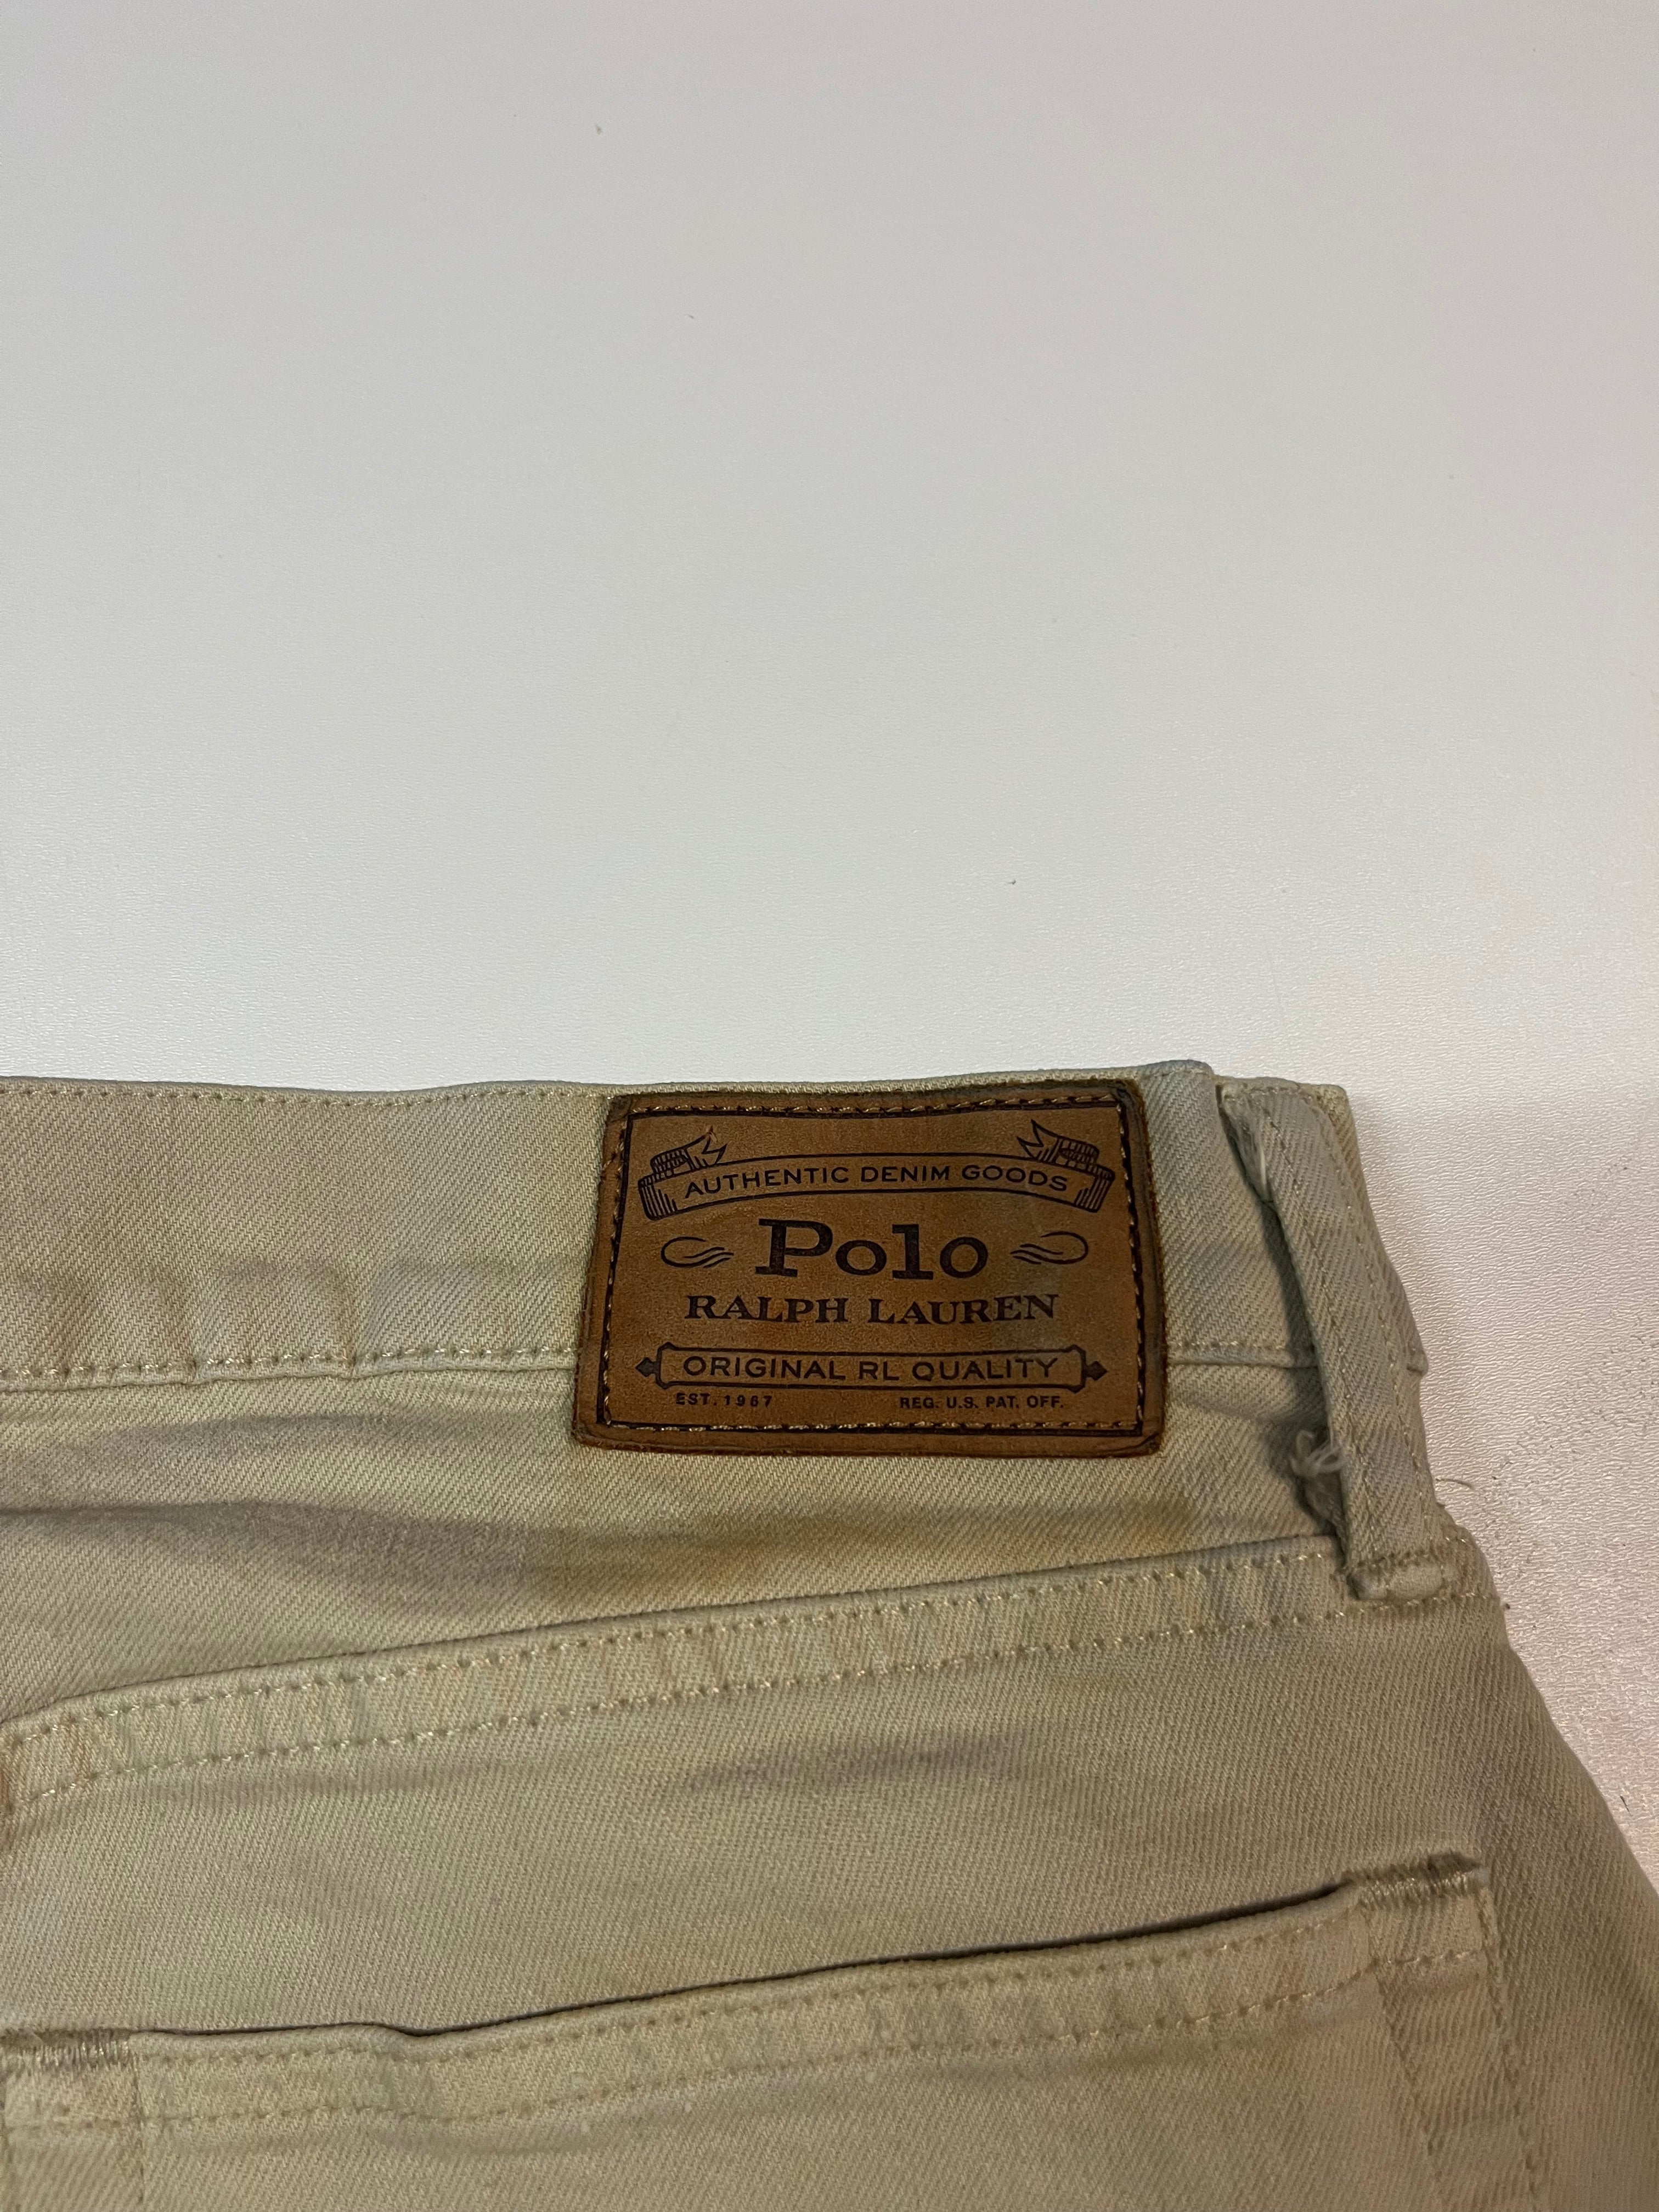 AUTHENTIC DENIM GOODS
Polo
RALPH LAUREN
ORIGINAL RL QUALITY
EST. 1967 REG. U.S. PAT. OFF.